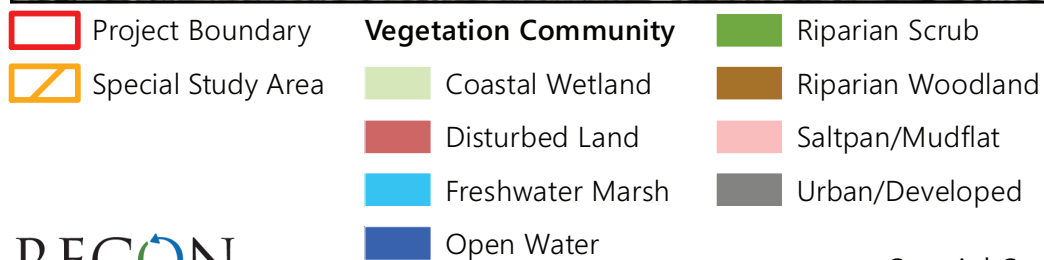 Project Boundary
Special Study Area
Vegetation Community
Coastal Wetland
Disturbed Land
Freshwater Marsh
Open Water
Riparian Scrub
Riparian Woodland
Saltpan/Mudflat
Urban/Developed
RECON